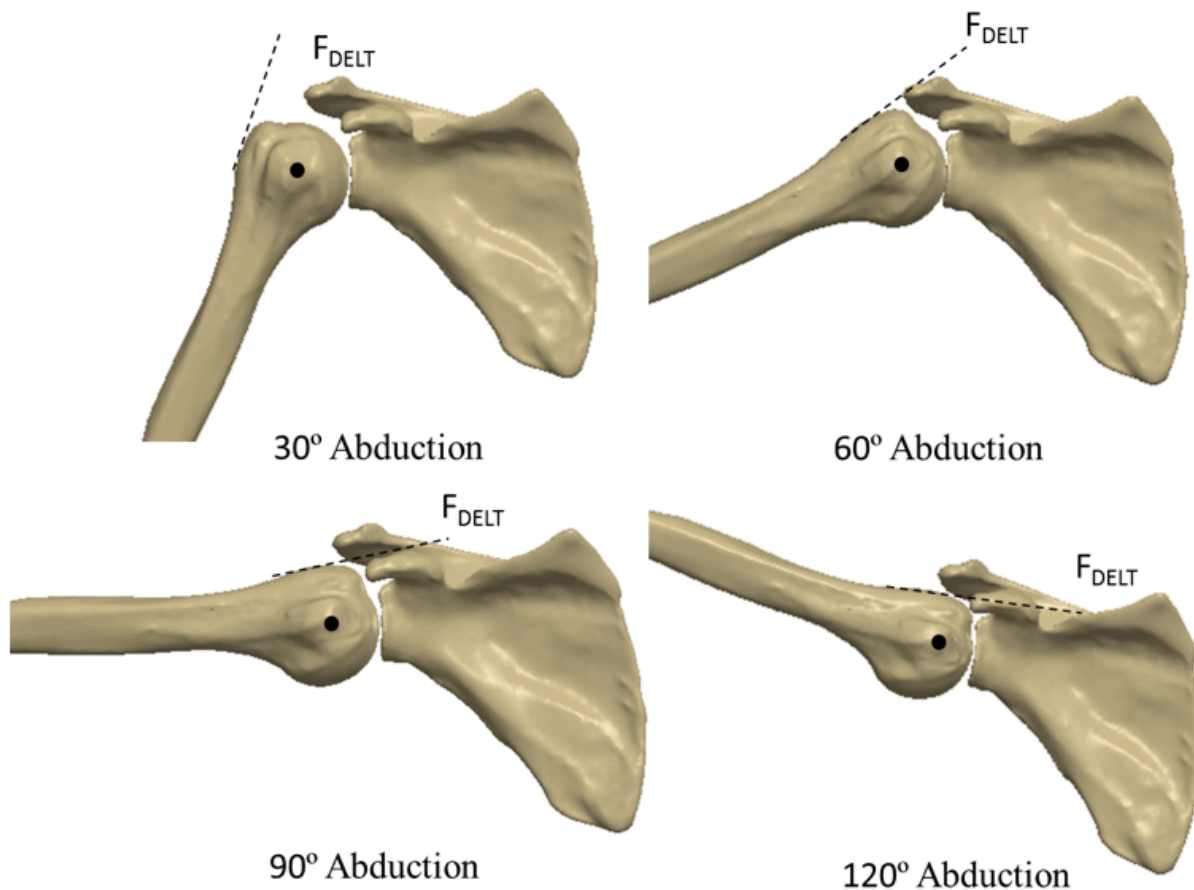 F_DELT
F_DELT
30º Abduction
60º Abduction
F_DELT
F_DELT
90º Abduction
120º Abduction